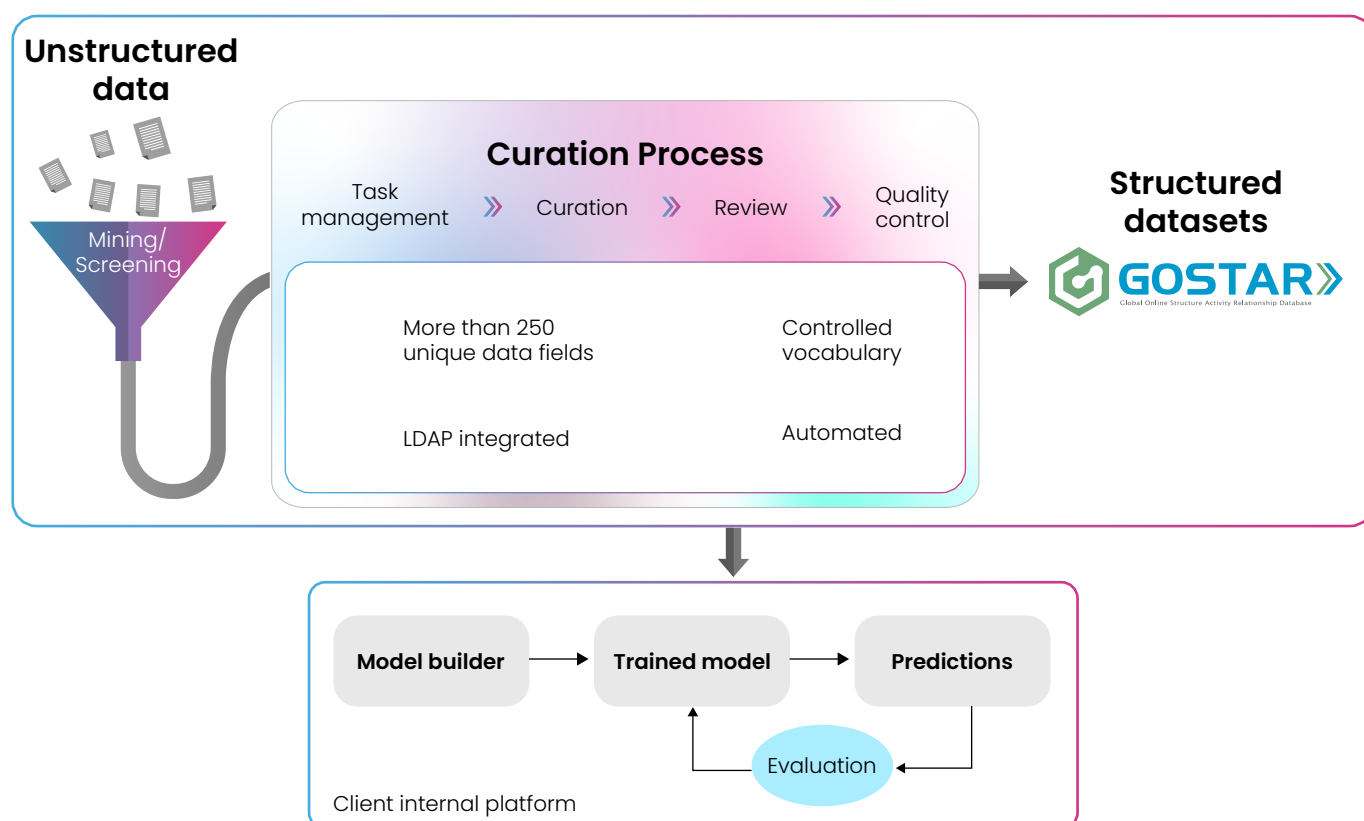 Unstructured
data
Mining/
Screening
Curation Process
Task
management
Curation
Review
Quality
control
More than 250
unique data fields
Controlled
vocabulary
LDAP integrated
Automated
Structured
datasets
GOSTAR
Global Online Structure Activity Relationship Database
Model builder
Trained model
Predictions
Evaluation
Client internal platform